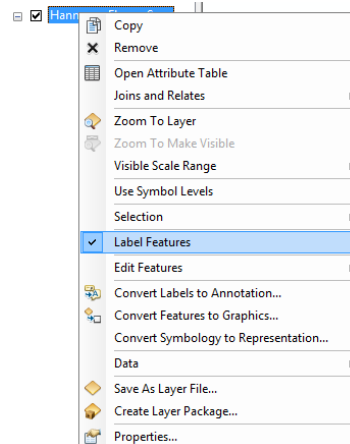 Copy
Remove
Open Attribute Table
Joins and Relates
Zoom To Layer
Zoom To Make Visible
Visible Scale Range
Use Symbol Levels
Selection
Label Features
Edit Features
Convert Labels to Annotation...
Convert Features to Graphics...
Convert Symbology to Representation...
Data
Save As Layer File...
Create Layer Package...
Properties...